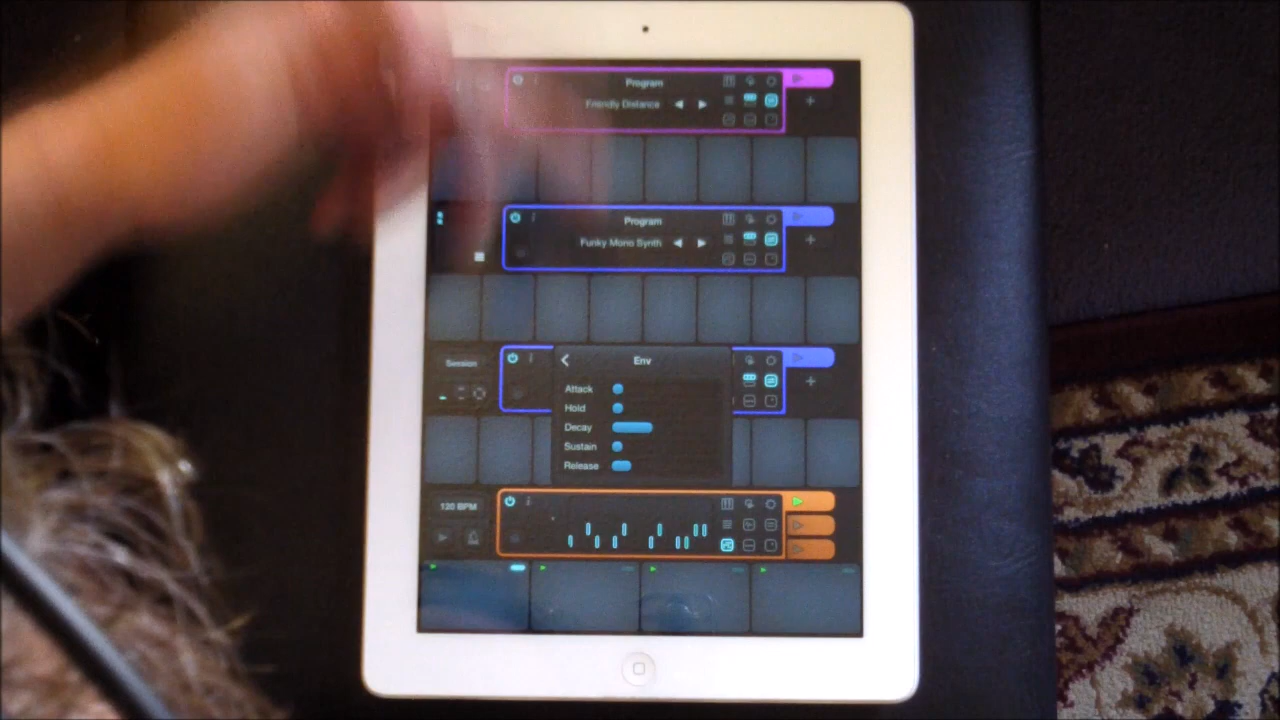 Program
Friendly Distance
Program
Funky Mono Synth
Session
Env
Attack
Hold
Decay
Sustain
Release
120 BPM